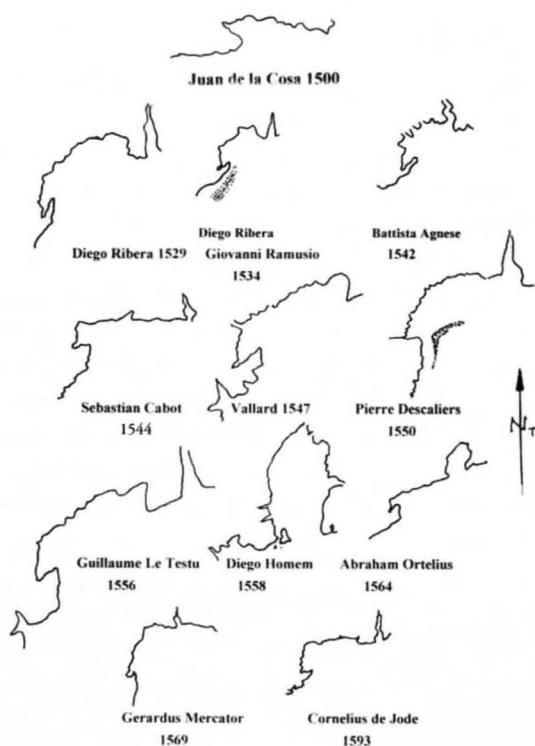 Juan de la Cosa 1500
Diego Ribera 1529
Diego Ribera
Giovanni Ramusio
1534
Battista Agnese
1542
Sebastian Cabot
1544
Vallard 1547
Pierre Descaliers
1550
N T
Guillaume Le Testu
1556
Diego Homem
1558
Abraham Ortelius
1564
Gerardus Mercator
1569
Cornelius de Jode
1593